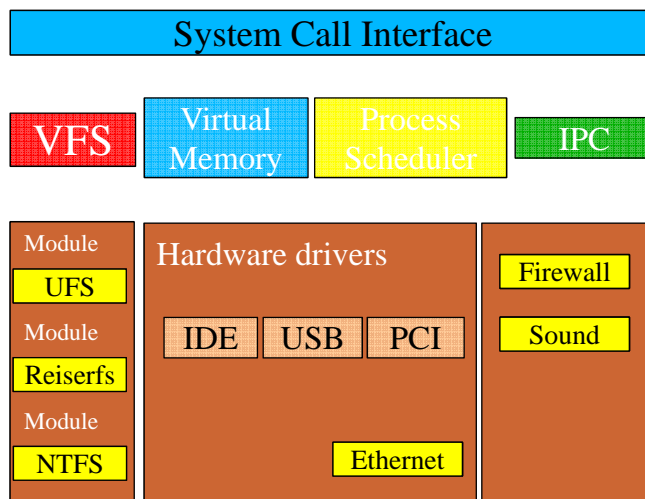 System Call Interface
VFS
Virtual
Memory
Process
Scheduler
IPC
Module
UFS
Module
Reiserfs
Module
NTFS
Hardware drivers
IDE
USB
PCI
Ethernet
Firewall
Sound